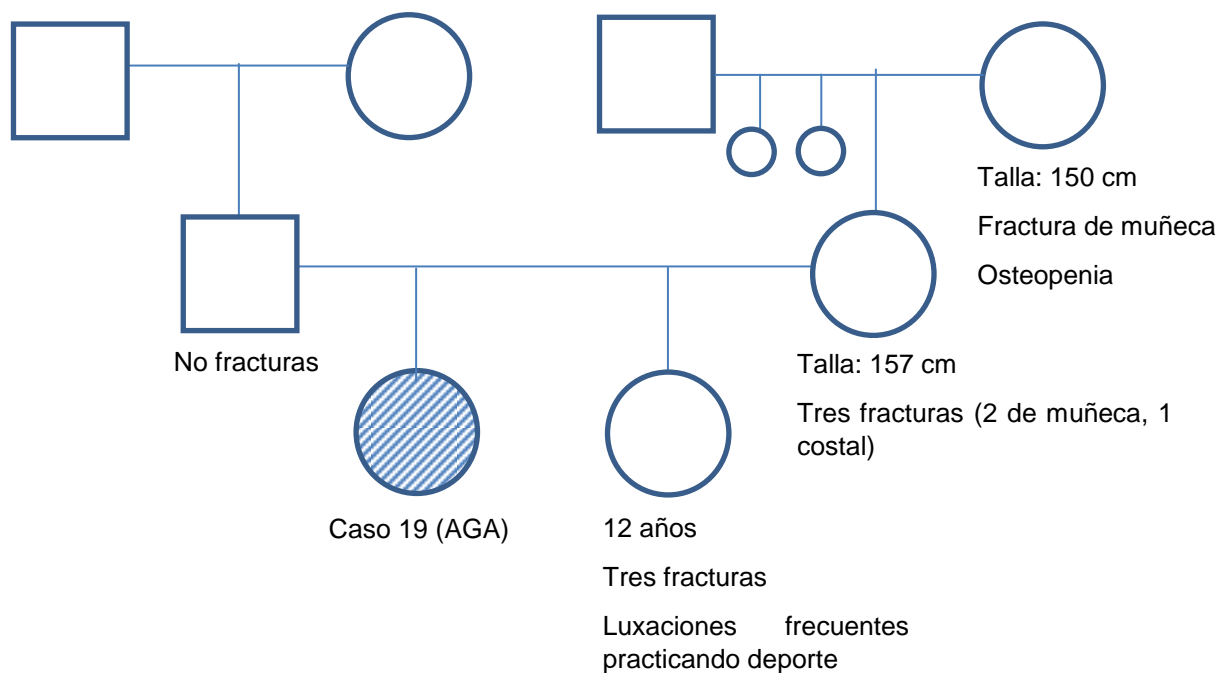 Talla: 150 cm
Fractura de muñeca
Osteopenia
No fracturas
Talla: 157 cm
Tres fracturas (2 de muñeca, 1
costal)
Caso 19 (AGA)
12 años
Tres fracturas
Luxaciones frecuentes
practicando deporte